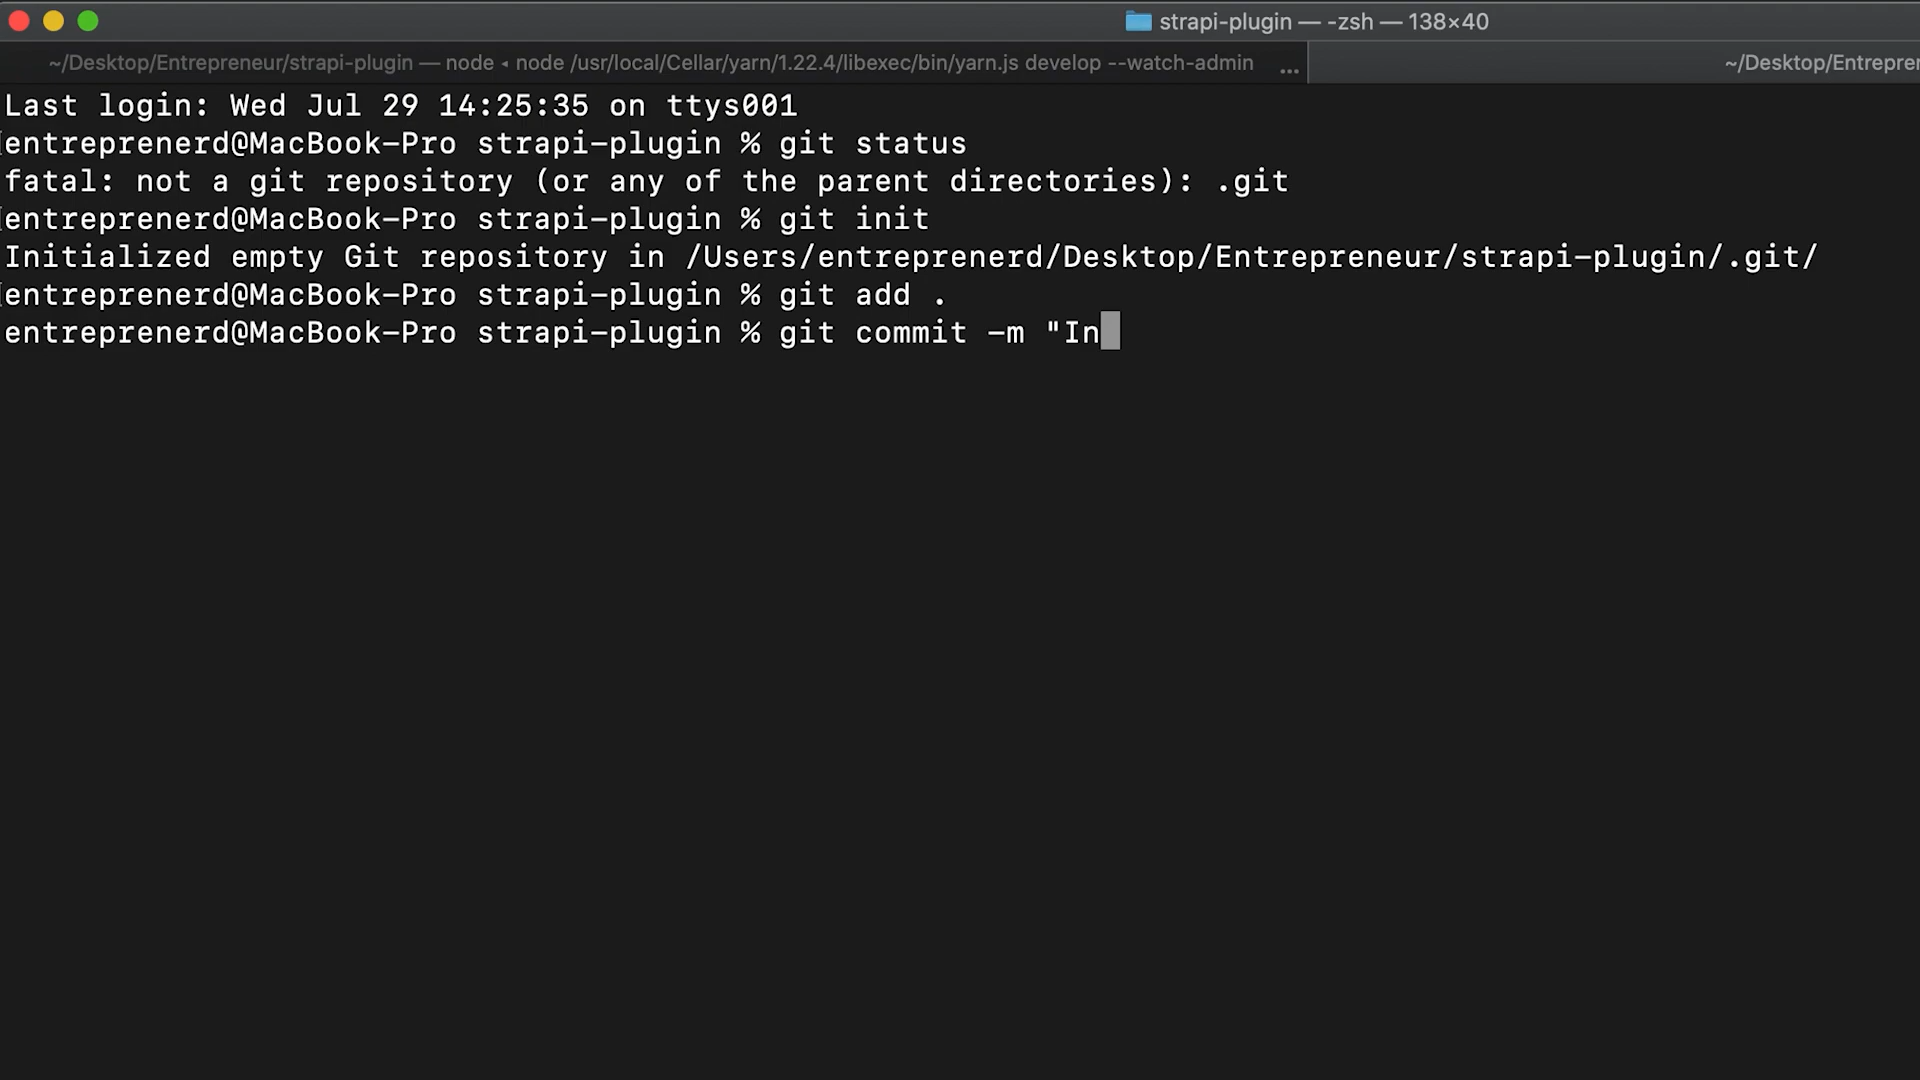 strapi-plugin — -zsh — 138×40
~/Desktop/Entrepreneur/strapi-plugin — node ◂ node /usr/local/Cellar/yarn/1.22.4/libexec/bin/yarn.js develop --watch-admin ... ~/Desktop/Entrepren
Last login: Wed Jul 29 14:25:35 on ttys001
entreprenerd@MacBook-Pro strapi-plugin % git status
fatal: not a git repository (or any of the parent directories): .git
entreprenerd@MacBook-Pro strapi-plugin % git init
Initialized empty Git repository in /Users/entreprenerd/Desktop/Entrepreneur/strapi-plugin/.git/
entreprenerd@MacBook-Pro strapi-plugin % git add .
entreprenerd@MacBook-Pro strapi-plugin % git commit -m "In